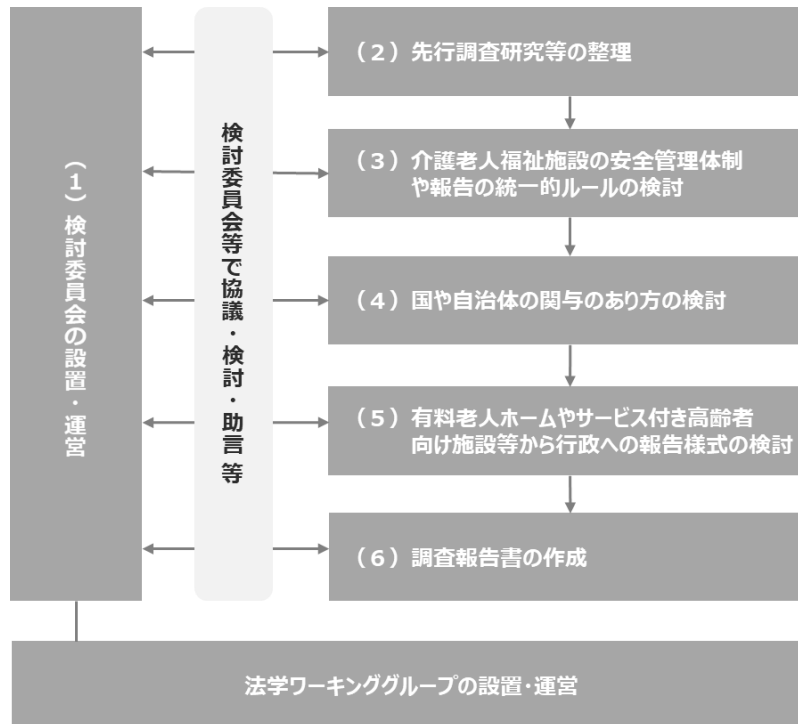 (1)検討委員会の設置・運営
検討委員会等で協議・検討・助言 等
(2)先行調査研究等の整理
(3)介護老人福祉施設の安全管理体制
や報告の統一的ルールの検討
(4)国や自治体の関与のあり方の検討
(5)有料老人ホームやサービス付き高齢者
向け施設等から行政への報告様式の検討
(6)調査報告書の作成
法学ワーキンググループの設置・運営